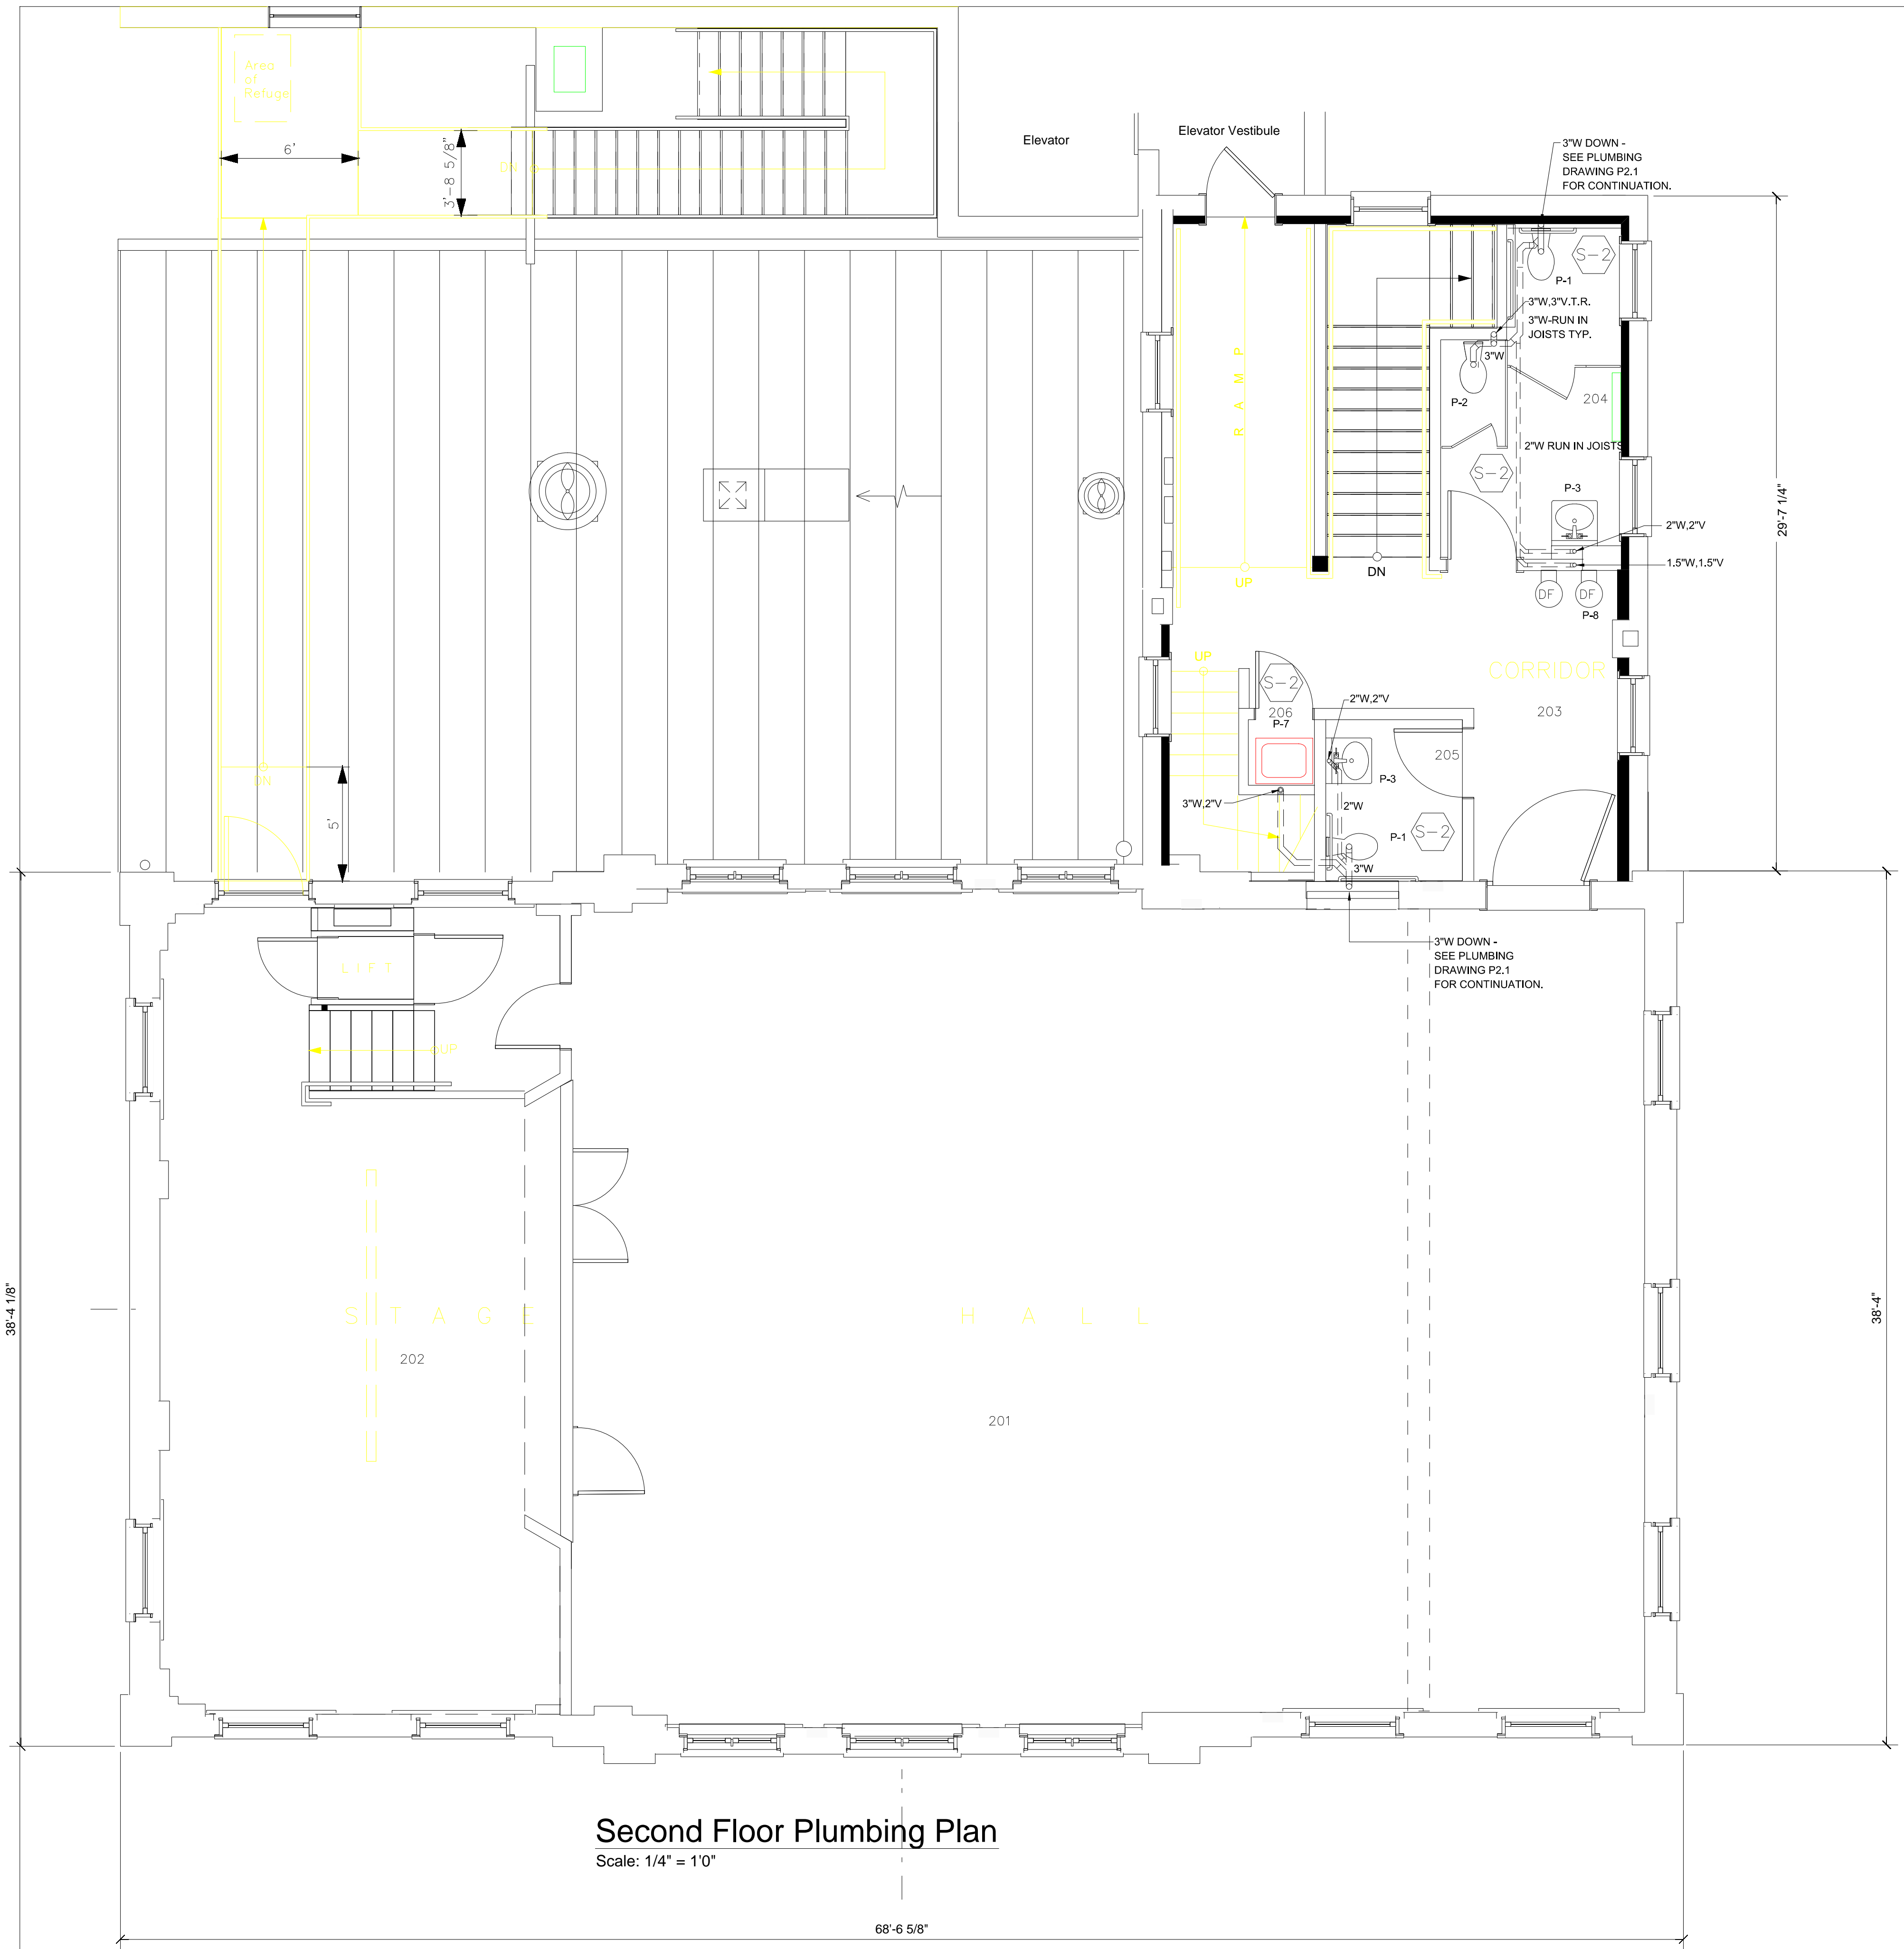 Area
of
Refuge
6'
3'-8 5/8"
DN
Elevator
Elevator Vestibule
3"W DOWN -
SEE PLUMBING
DRAWING P2.1
FOR CONTINUATION.
S-2
P-1
3"W,3"V.T.R.
3"W-RUN IN
JOISTS TYP.
3"W
P-2
204
RAMP
2"W RUN IN JOISTS
S-2
P-3
2"W,2"V
1.5"W,1.5"V
29'-7 1/4"
DN
UP
DF
DF
P-8
UP
CORRIDOR
203
S-2
206
P-7
2"W,2"V
205
P-3
3"W,2"V
2"W
P-1
S-2
3"W
DN
5'
3"W DOWN -
SEE PLUMBING
DRAWING P2.1
FOR CONTINUATION.
LIFT
UP
38'-4 1/8"
38'-4"
STAGE
202
HALL
201
Second Floor Plumbing Plan
Scale: 1/4" = 1'0"
68'-6 5/8"